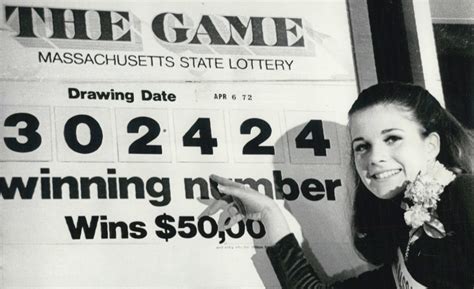 THE GAME
MASSACHUSETTS STATE LOTTERY
Drawing Date APR 6 72
302424
winning number
Wins $50,00